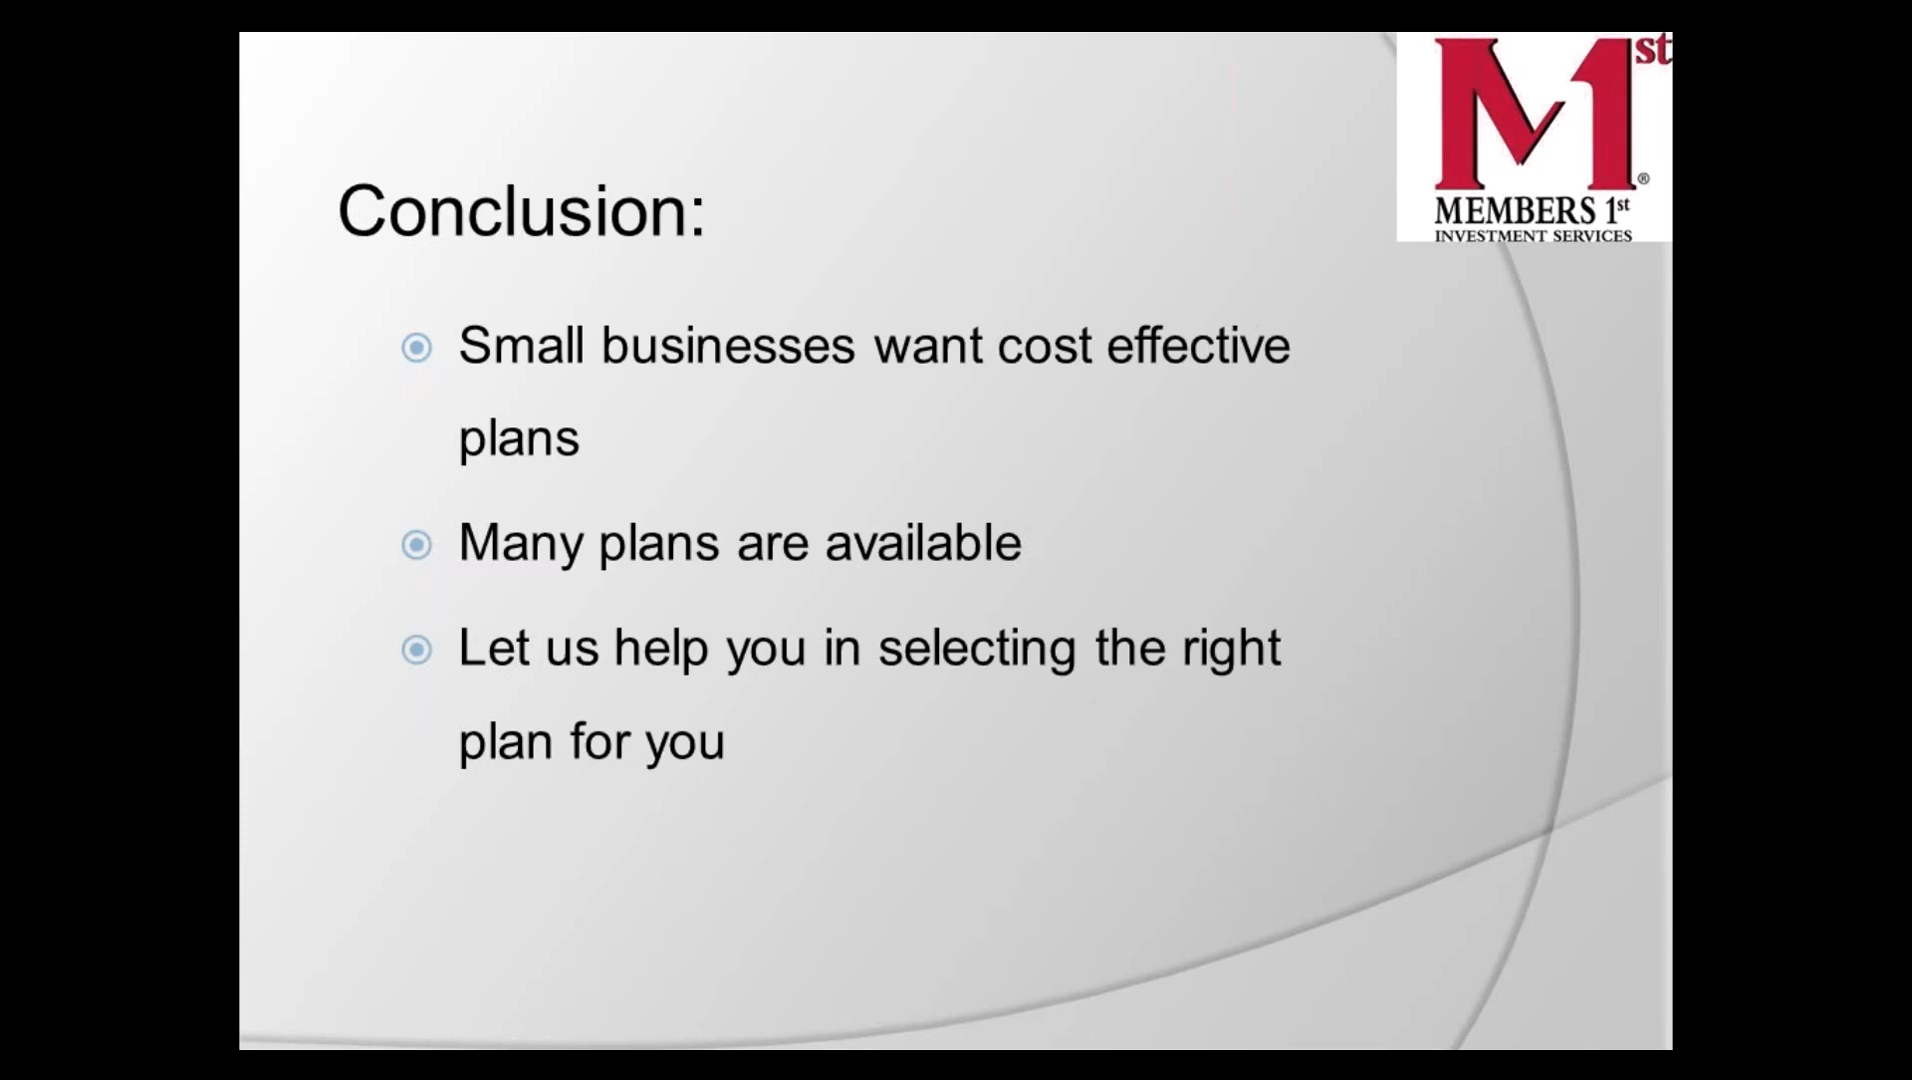 M1st®
MEMBERS 1st
INVESTMENT SERVICES
Conclusion:
Small businesses want cost effective
plans
Many plans are available
Let us help you in selecting the right
plan for you